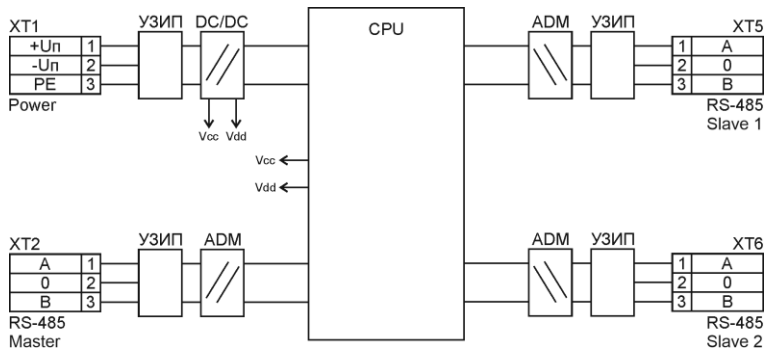 XT1 УЗИП DC/DC CPU ADM УЗИП XT5
+Uп 1
-Uп 2
PE 3
Power
1 A
2 0
3 B
RS-485
Slave 1
Vcc Vdd
Vcc
Vdd
XT2 УЗИП ADM ADM УЗИП XT6
A 1
0 2
B 3
RS-485
Master
1 A
2 0
3 B
RS-485
Slave 2